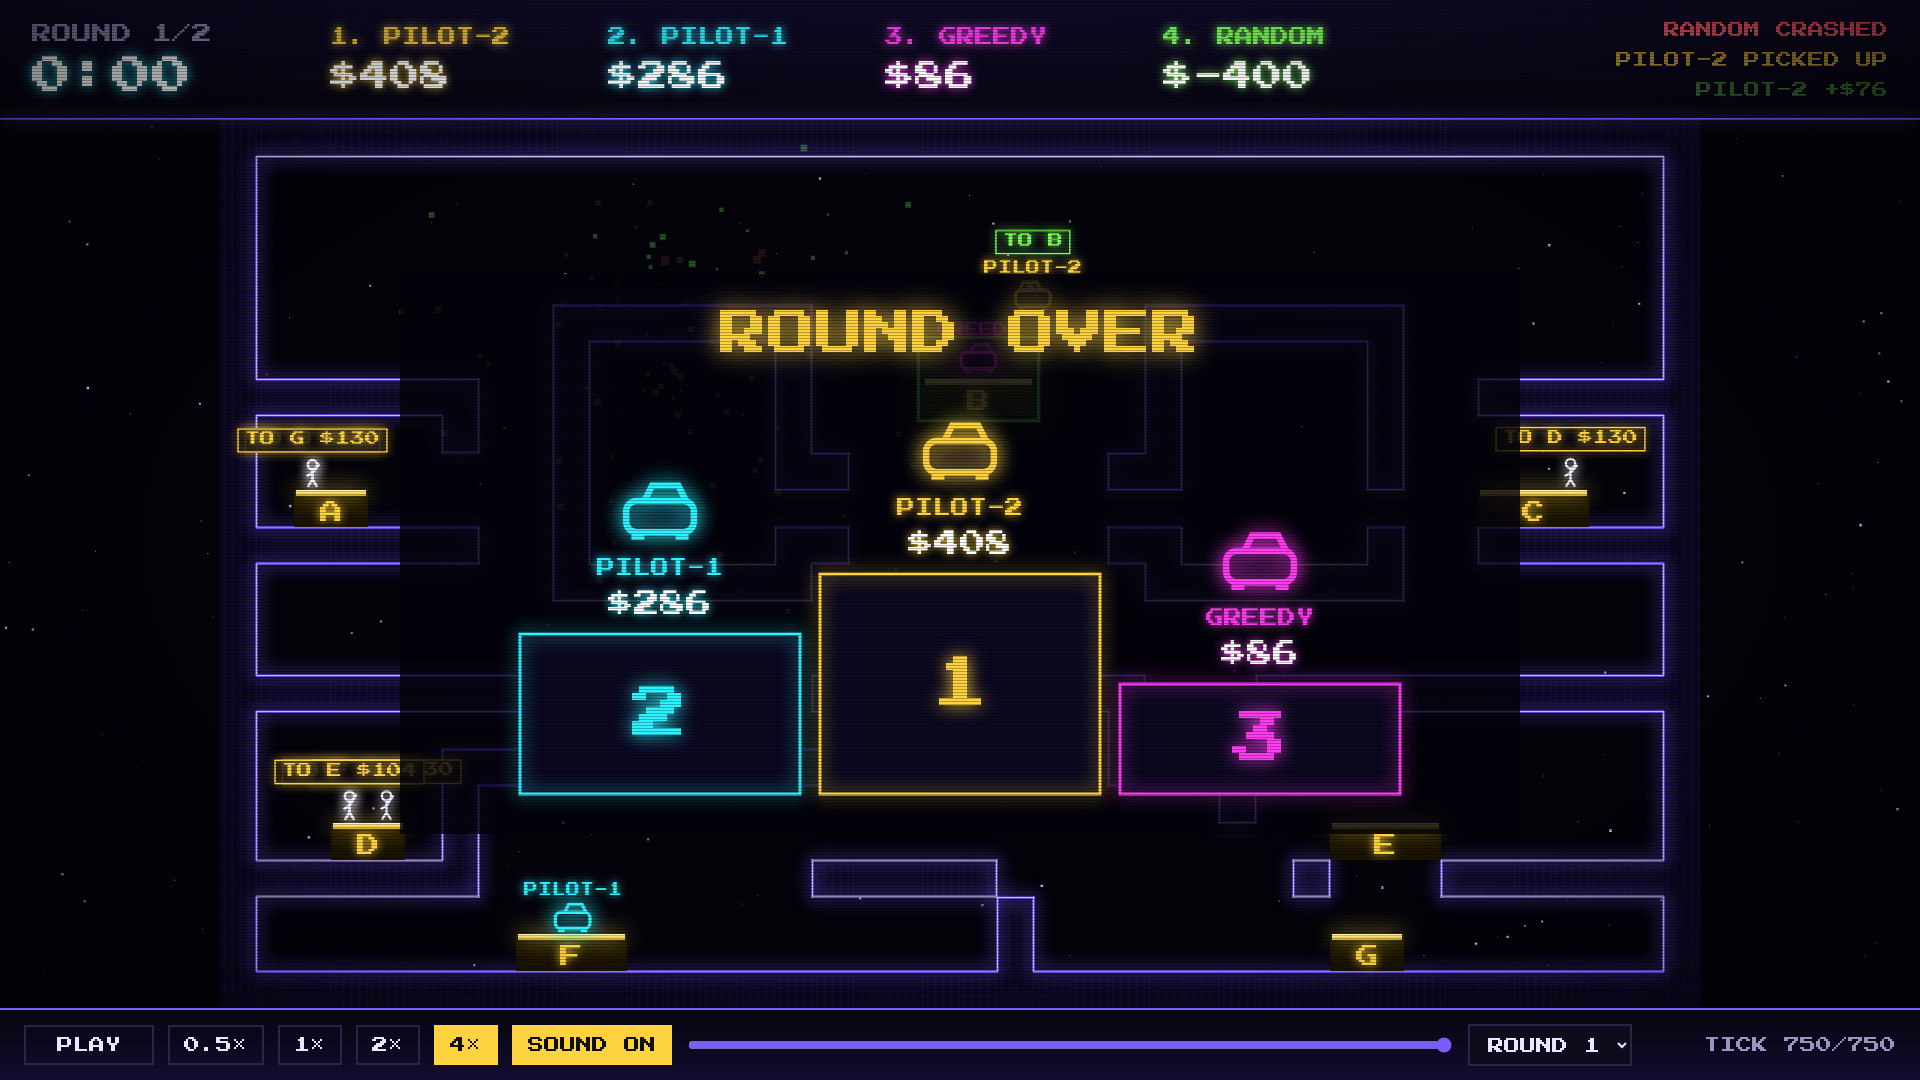 ROUND 1/2
0:00
1. PILOT-2
$408
2. PILOT-1
$286
3. GREEDY
$86
4. RANDOM
$-400
RANDOM CRASHED
PILOT-2 PICKED UP
PILOT-2 +$76
TO B
PILOT-2
ROUND OVER
B
TO G $130
A
TO D $130
C
PILOT-2
$408
PILOT-1
$286
GREEDY
$86
1
2
3
TO E $104
D
E
PILOT-1
F
G
PLAY
0.5×
1×
2×
4×
SOUND ON
ROUND 1
TICK 750/750